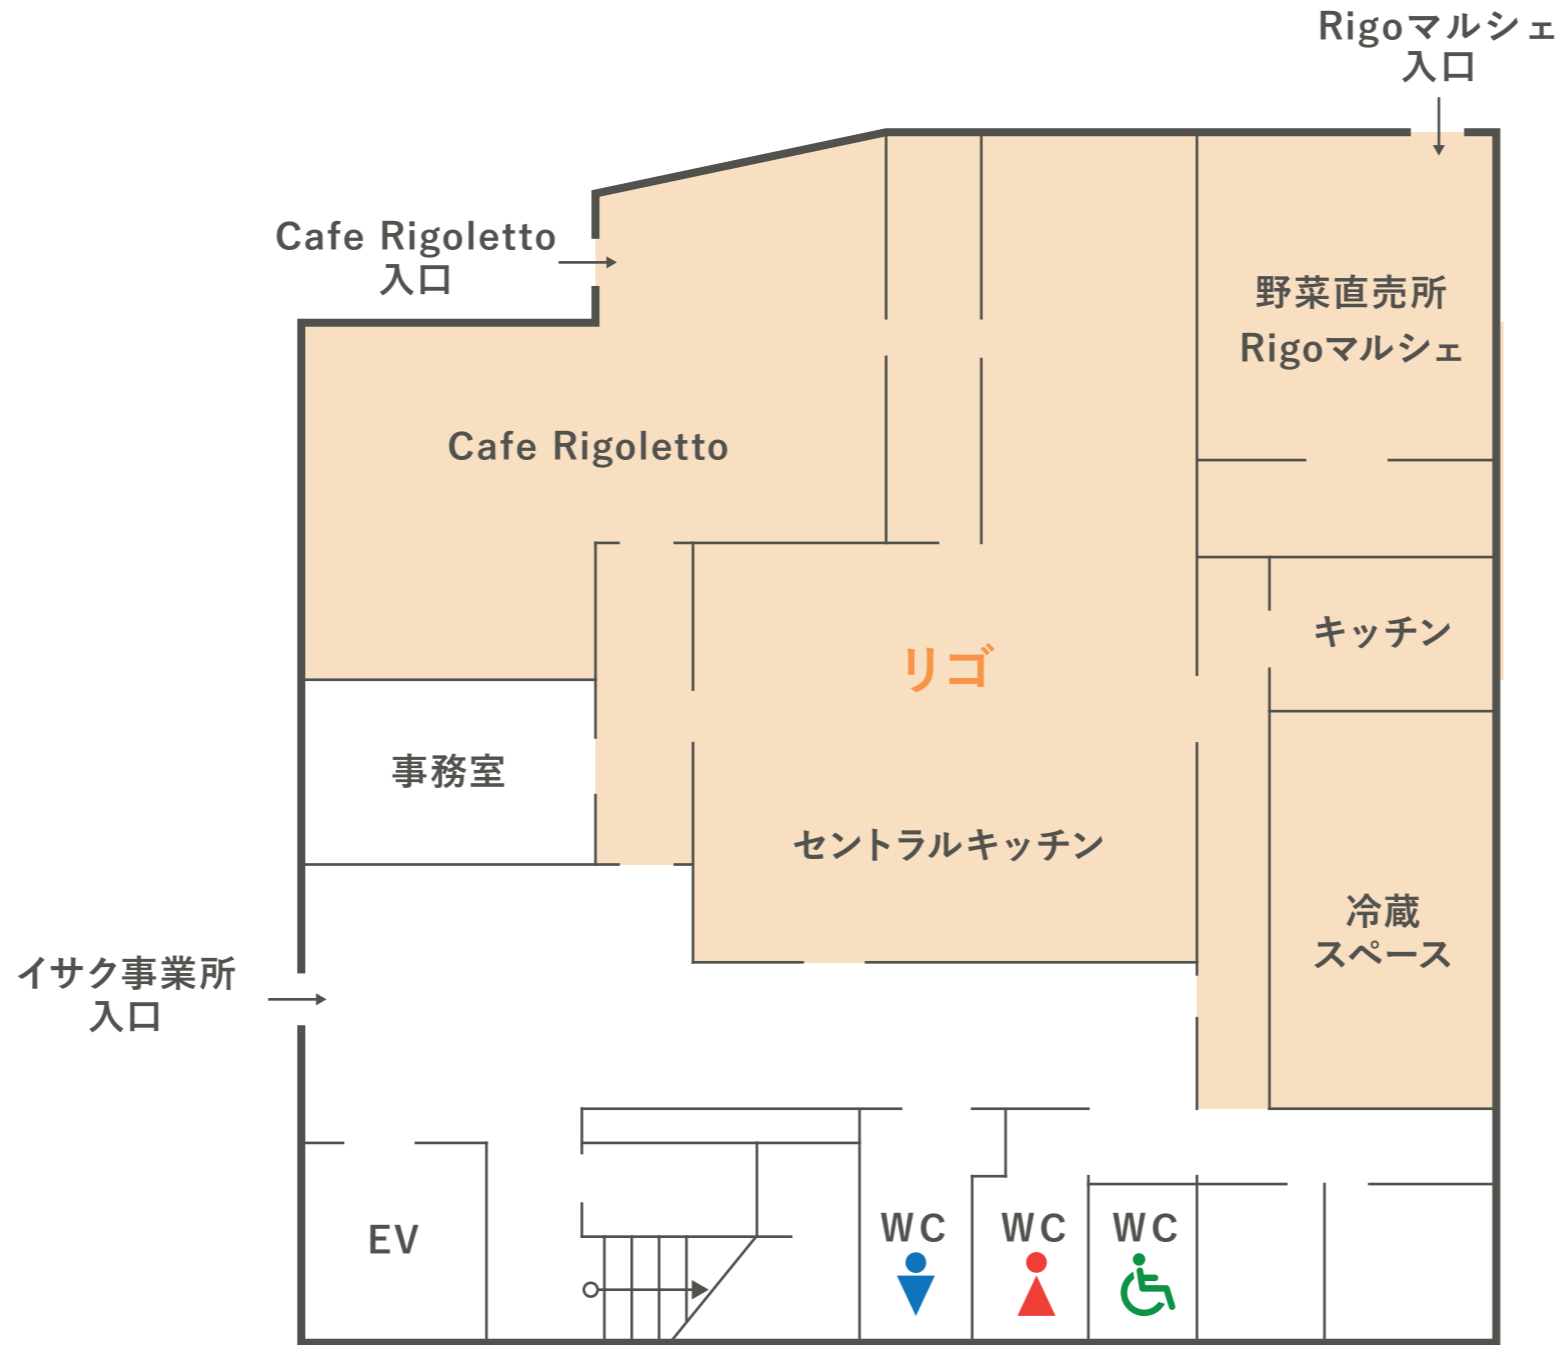 Rigoマルシェ
入口
Cafe Rigoletto
入口
野菜直売所
Rigoマルシェ
Cafe Rigoletto
キッチン
リゴ
事務室
セントラルキッチン
冷蔵
スペース
イサク事業所
入口
EV
WC
WC
WC